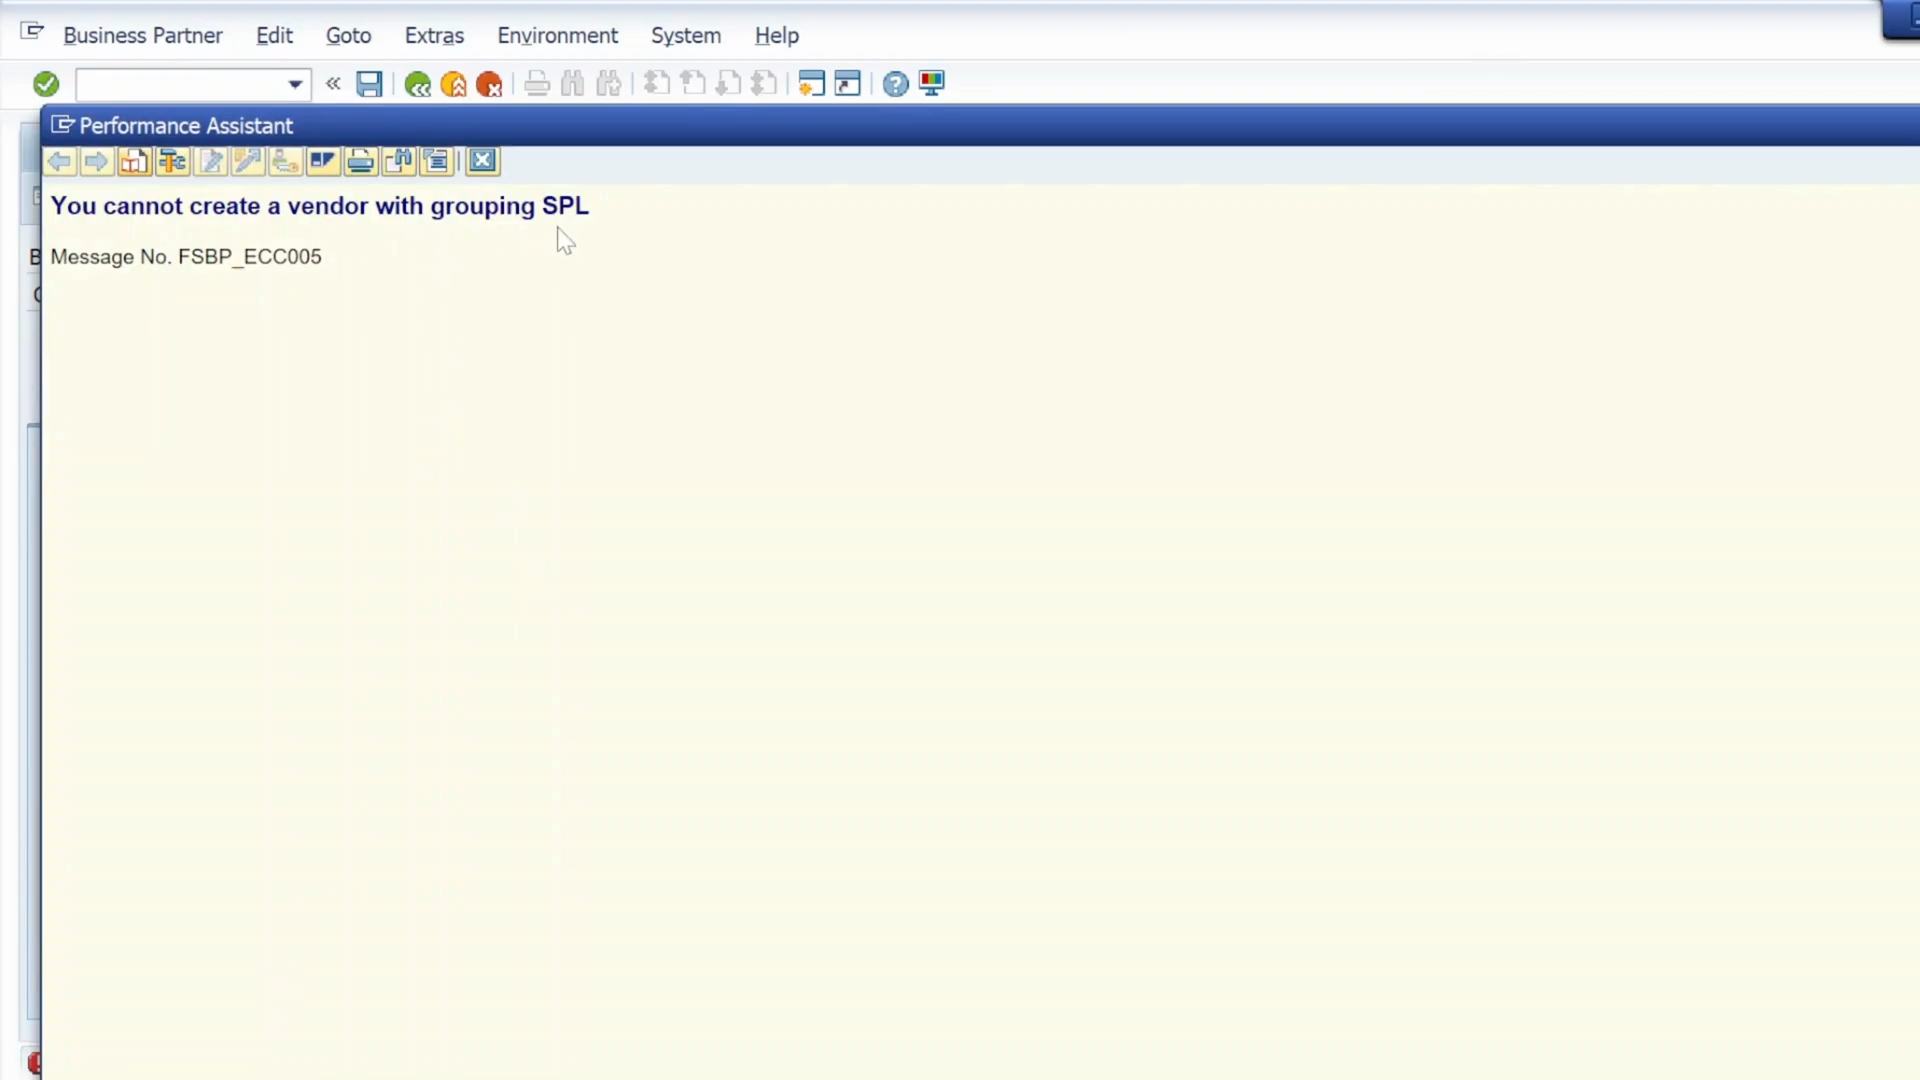 Business Partner Edit Goto Extras Environment System Help
Performance Assistant
You cannot create a vendor with grouping SPL
Message No. FSBP_ECC005